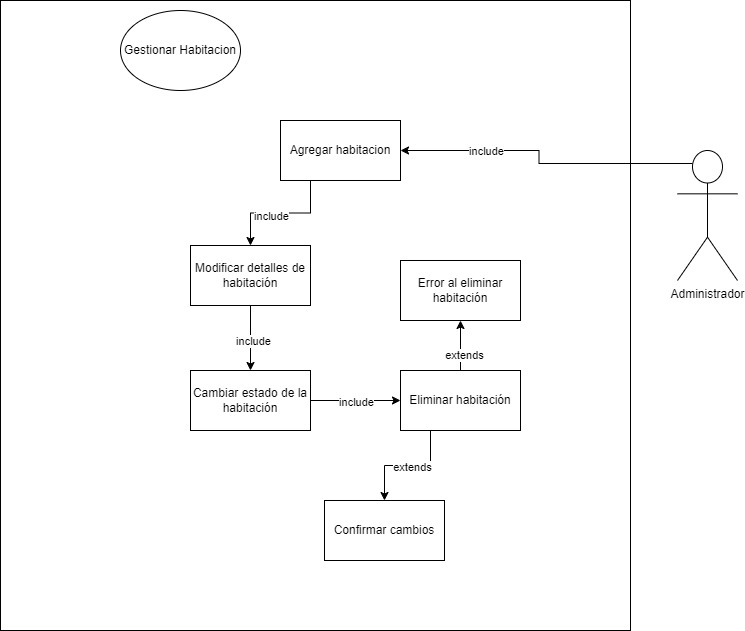 Gestionar Habitacion
Agregar habitacion
include
include
Administrador
Modificar detalles de
habitación
Error al eliminar
habitación
include
extends
Cambiar estado de la
habitación
include
Eliminar habitación
extends
Confirmar cambios